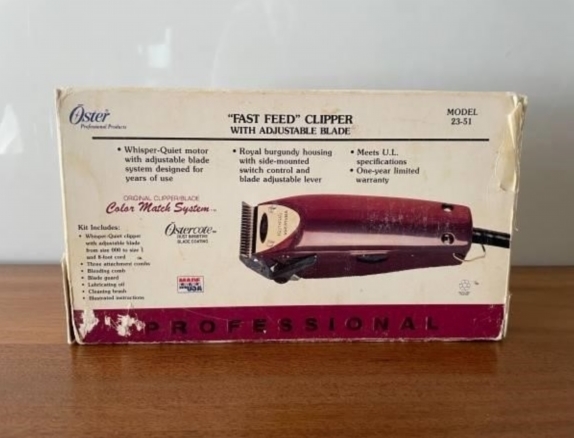 Oster
Professional Products
"FAST FEED" CLIPPER
WITH ADJUSTABLE BLADE
MODEL
23-51
• Whisper-Quiet motor
with adjustable blade
system designed for
years of use
• Royal burgundy housing
with side-mounted
switch control and
blade adjustable lever
• Meets U.L.
specifications
• One-year limited
warranty
ORIGINAL CLIPPER/BLADE
Color Match System
Ostercote
RUST INHIBITIVE
BLADE COATING
Kit Includes:
• Whisper-Quiet clipper
with adjustable blade
from size 000 to size 1
and 8-foot cord
• Three attachment combs
• Blending comb
• Blade guard
• Lubricating oil
• Cleaning brush
• Illustrated instructions
MADE
USA
PROFESSIONAL